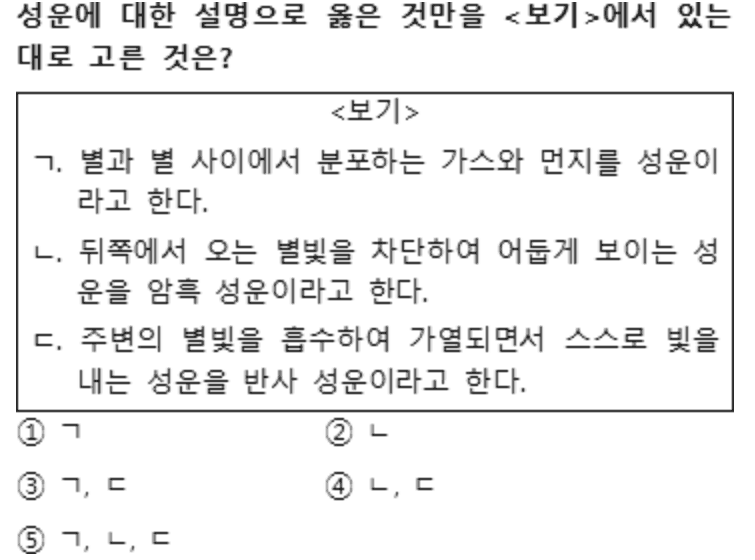 성운에 대한 설명으로 옳은 것만을 <보기>에서 있는
대로 고른 것은?
<보기>
ㄱ. 별과 별 사이에서 분포하는 가스와 먼지를 성운이
라고 한다.
ㄴ. 뒤쪽에서 오는 별빛을 차단하여 어둡게 보이는 성
운을 암흑 성운이라고 한다.
ㄷ. 주변의 별빛을 흡수하여 가열되면서 스스로 빛을
내는 성운을 반사 성운이라고 한다.
① ㄱ ② ㄴ
③ ㄱ, ㄷ ④ ㄴ, ㄷ
⑤ ㄱ, ㄴ, ㄷ